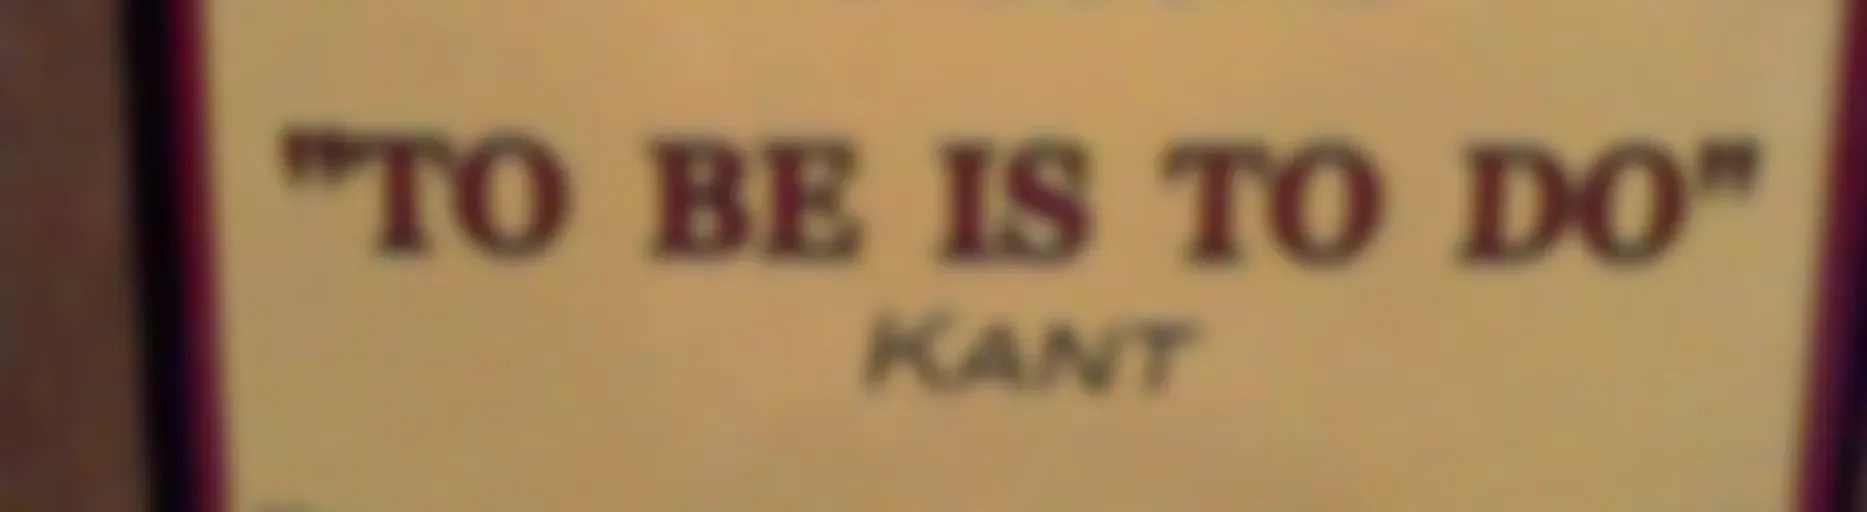 "TO BE IS TO DO"
KANT